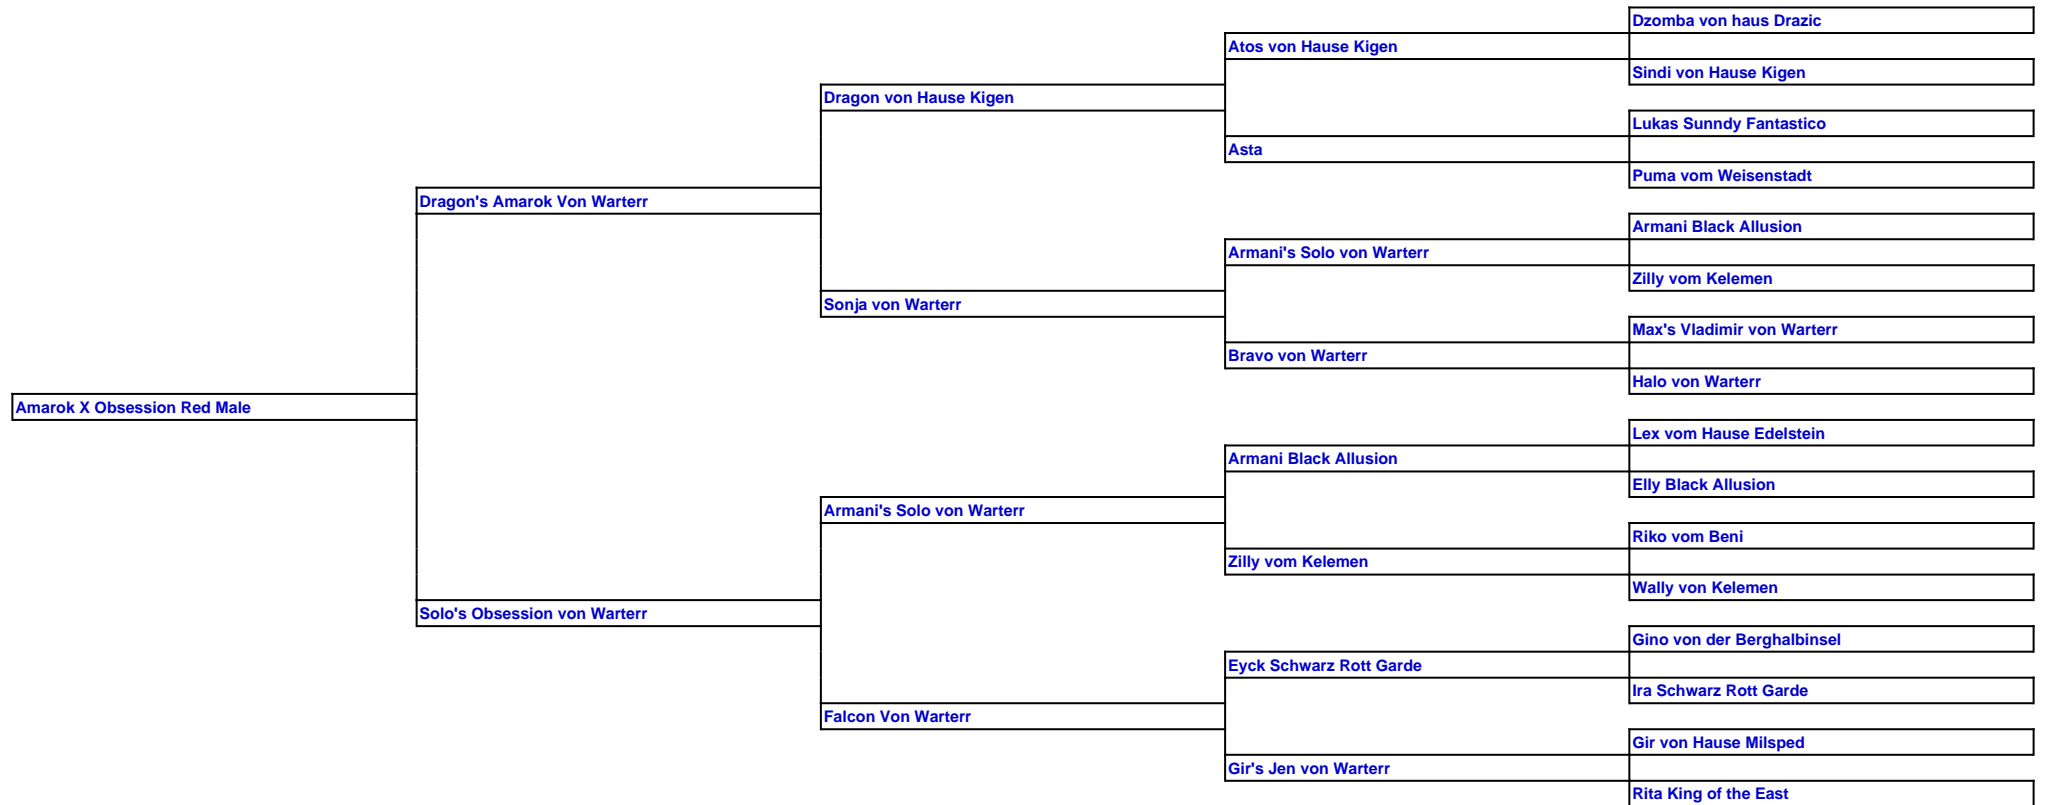 Dzomba von haus Drazic
Atos von Hause Kigen
Sindi von Hause Kigen
Dragon von Hause Kigen
Lukas Sunndy Fantastico
Asta
Puma vom Weisenstadt
Dragon's Amarok Von Warterr
Armani Black Allusion
Armani's Solo von Warterr
Zilly vom Kelemen
Sonja von Warterr
Max's Vladimir von Warterr
Bravo von Warterr
Halo von Warterr
Amarok X Obsession Red Male
Lex vom Hause Edelstein
Armani Black Allusion
Elly Black Allusion
Armani's Solo von Warterr
Riko vom Beni
Zilly vom Kelemen
Wally von Kelemen
Solo's Obsession von Warterr
Gino von der Berghalbinsel
Eyck Schwarz Rott Garde
Ira Schwarz Rott Garde
Falcon Von Warterr
Gir von Hause Milsped
Gir's Jen von Warterr
Rita King of the East